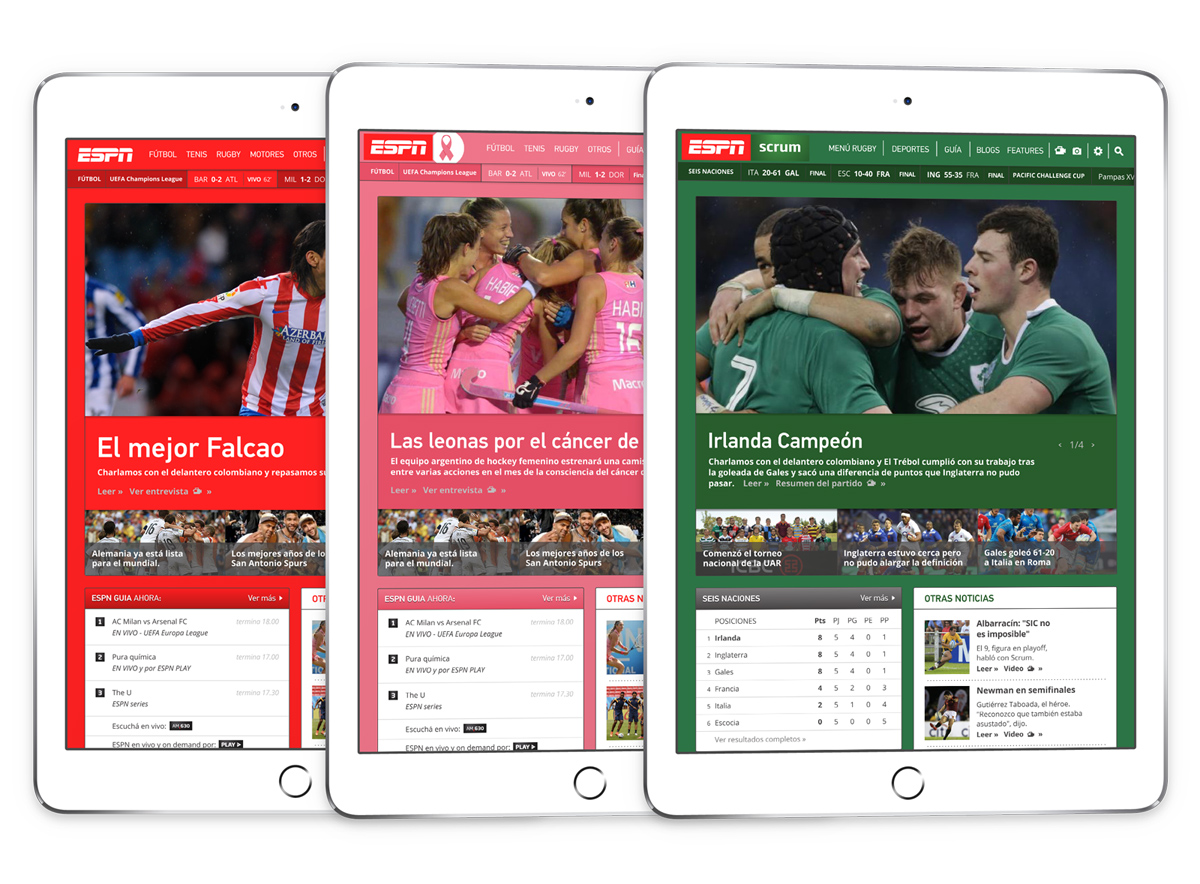 ESPN FÚTBOL TENIS RUGBY MOTORES OTROS
FÚTBOL UEFA Champions League BAR 0-2 ATL VIVO 62' MIL 1-2 DO
AZERBA
LAND OF FI
El mejor Falcao
Charlamos con el delantero colombiano y repasamos su
Leer » Ver entrevista »
Alemania ya está lista
para el mundial.
Los mejores años de lo
San Antonio Spurs
ESPN GUIA AHORA: Ver más
OTR
1 AC Milan vs Arsenal FC termina 18.00
EN VIVO - UEFA Europa League
2 Pura química termina 17.00
EN VIVO y por ESPN PLAY
3 The U termina 17.30
ESPN series
Escuchá en vivo: AM 630
ESPN en vivo y on demand por: PLAY
ESPN FÚTBOL TENIS RUGBY OTROS GUÍA
FÚTBOL UEFA Champions League BAR 0-2 ATL VIVO 62' MIL 1-2 DOR Fin
HABIF
HABI
16
Macr
Las leonas por el cáncer de
El equipo argentino de hockey femenino estrenará una camis
entre varias acciones en el mes de la consciencia del cáncer d
Leer » Ver entrevista »
Alemania ya está lista
para el mundial.
Los mejores años de los
San Antonio Spurs
ESPN GUIA AHORA: Ver más
OTRAS N
1 AC Milan vs Arsenal FC termina 18.00
EN VIVO - UEFA Europa League
2 Pura química termina 17.00
EN VIVO y por ESPN PLAY
3 The U termina 17.30
ESPN series
Escuchá en vivo: AM 630
ESPN en vivo y on demand por: PLAY
ESPN scrum MENÚ RUGBY DEPORTES GUÍA BLOGS FEATURES
SEIS NACIONES ITA 20-61 GAL FINAL ESC 10-40 FRA FINAL ING 55-35 FRA FINAL PACIFIC CHALLENGE CUP Pampas XV
7
Irlanda Campeón
‹ 1/4 ›
Charlamos con el delantero colombiano y El Trébol cumplió con su trabajo tras
la goleada de Gales y sacó una diferencia de puntos que Inglaterra no pudo
pasar. Leer » Resumen del partido »
Comenzó el torneo
nacional de la UAR
Inglaterra estuvo cerca pero
no pudo alargar la definición
Gales goleó 61-20
a Italia en Roma
SEIS NACIONES Ver más
POSICIONES Pts PJ PG PE PP
1 Irlanda 8 5 4 0 1
2 Inglaterra 8 5 4 0 1
3 Gales 8 5 4 0 1
4 Francia 4 5 2 0 3
5 Italia 2 5 1 0 4
6 Escocia 0 5 0 0 5
Ver resultados completos »
OTRAS NOTICIAS
Albarracín: "SIC no
es imposible"
El 9, figura en playoff,
habló con Scrum.
Leer » Video »
Newman en semifinales
Gutiérrez Taboada, el héroe.
"Reconozco que también estaba
asustado", dijo.
Leer » Video »